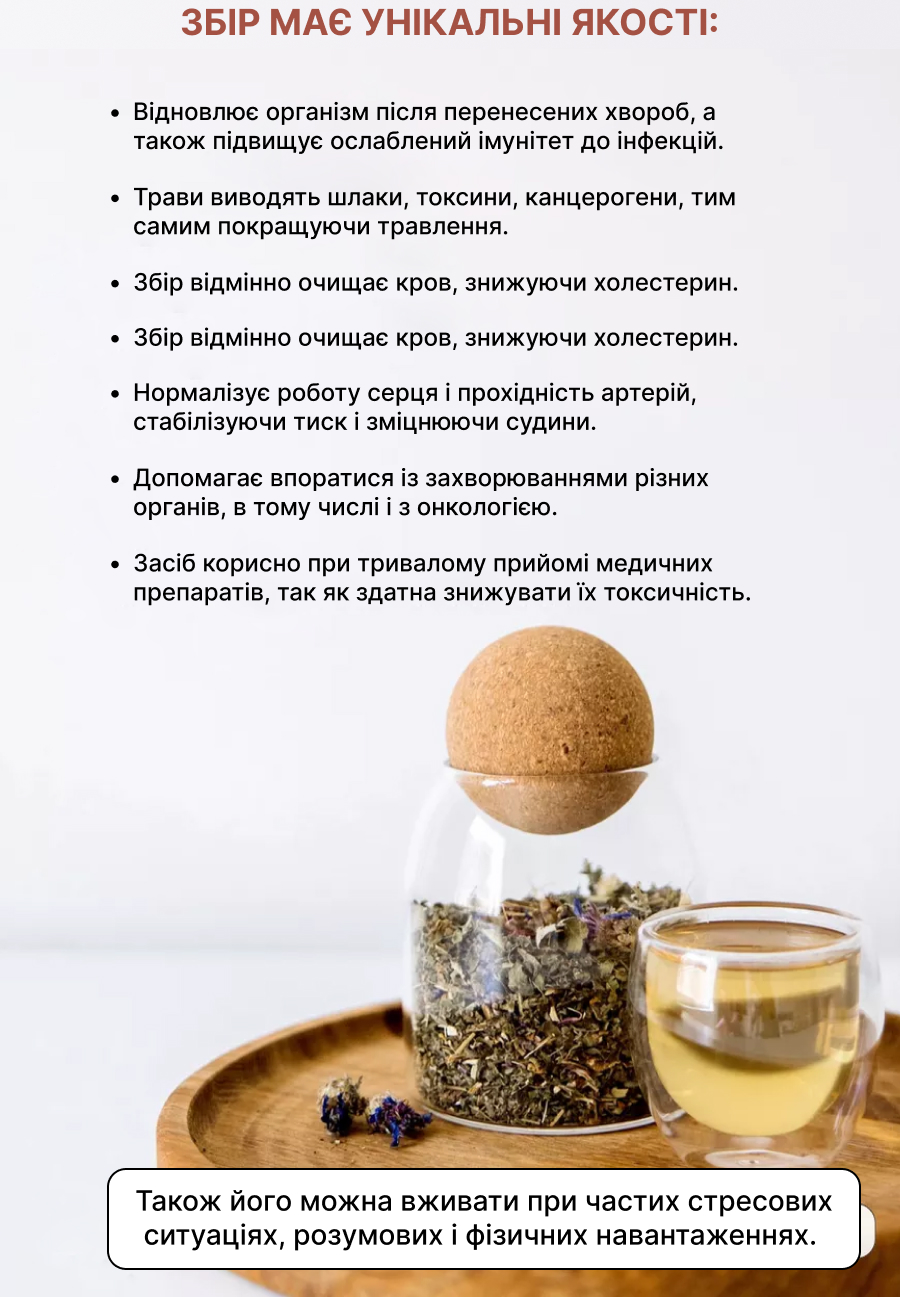 ЗБІР МАЄ УНІКАЛЬНІ ЯКОСТІ:
• Відновлює організм після перенесених хвороб, а
також підвищує ослаблений імунітет до інфекцій.
• Трави виводять шлаки, токсини, канцерогени, тим
самим покращуючи травлення.
• Збір відмінно очищає кров, знижуючи холестерин.
• Збір відмінно очищає кров, знижуючи холестерин.
• Нормалізує роботу серця і прохідність артерій,
стабілізуючи тиск і зміцнюючи судини.
• Допомагає впоратися із захворюваннями різних
органів, в тому числі і з онкологією.
• Засіб корисно при тривалому прийомі медичних
препаратів, так як здатна знижувати їх токсичність.
Також його можна вживати при частих стресових
ситуаціях, розумових і фізичних навантаженнях.